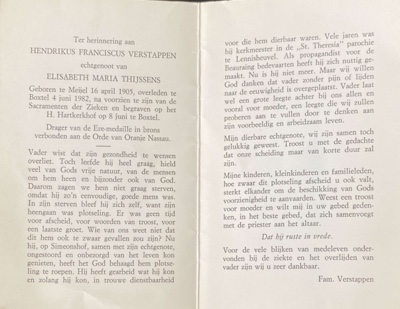 Ter herinnering aan
HENDRIKUS FRANCISCUS VERSTAPPEN
echtgenoot van
ELISABETH MARIA THIJSSENS
Geboren te Meijel 16 april 1905, overleden te
Boxtel 4 juni 1982, na voorzien te zijn van de
Sacramenten der Zieken en begraven op het
H. Hartkerkhof op 8 juni te Boxtel.
Drager van de Ere-medaille in brons
verbonden aan de Orde van Oranje Nassau.
Vader wist dat zijn gezondheid te wensen
overliet. Toch leefde hij heel graag, hield
veel van Gods vrije natuur, van de mensen
om hem heen en bijzonder ook van God.
Daarom zagen we hem niet graag sterven,
omdat hij zo'n eenvoudige, goede mens was.
In zijn sterven bleef hij zich zelf, want zijn
heengaan was plotseling. Er was geen tijd
voor afscheid, voor woorden van troost, voor
een laatste groet. Wie van ons weet niet dat
dit hem ook te zwaar gevallen zou zijn? Nu
hij, op Simeonshof, samen met zijn echtgenote,
ongestoord en onbezorgd van het leven kon
genieten, heeft het God behaagd hem plotse-
ling te roepen. Hij heeft gearbeid wat hij kon
en zolang hij kon, in trouwe dienstbaarheid
voor die hem dierbaar waren. Vele jaren was
hij kerkmeester in de „St. Theresia" parochie
te Lennisheuvel. Als propagandist voor de
Beauraing bedevaarten heeft hij zich nuttig ge-
maakt. Nu is hij niet meer. Maar wij willen
God danken dat vader zonder pijn of lijden
naar de eeuwigheid is overgeplaatst. Vader laat
wel een grote leegte achter bij ons allen en
vooral voor moeder, een leegte die wij zullen
proberen aan te vullen door te denken aan
zijn voorbeeldig en arbeidzaam leven.
Mijn dierbare echtgenote, wij zijn samen toch
gelukkig geweest. Troost u met de gedachte
dat onze scheiding maar van korte duur zal
zijn.
Mijne kinderen, kleinkinderen en familieleden,
hoe zwaar dit plotseling afscheid u ook valt,
sterkt elkander om de beschikking van Gods
voorzienigheid te aanvaarden. Weest een troost
voor moeder en wilt mij in uw gebed geden-
ken, in het beste gebed, dat zich samenvoegt
met de priester aan het altaar.
Dat hij ruste in vrede.
Voor de vele blijken van medeleven onder-
vonden bij de ziekte en het overlijden van
vader zijn wij u zeer dankbaar.
Fam. Verstappen